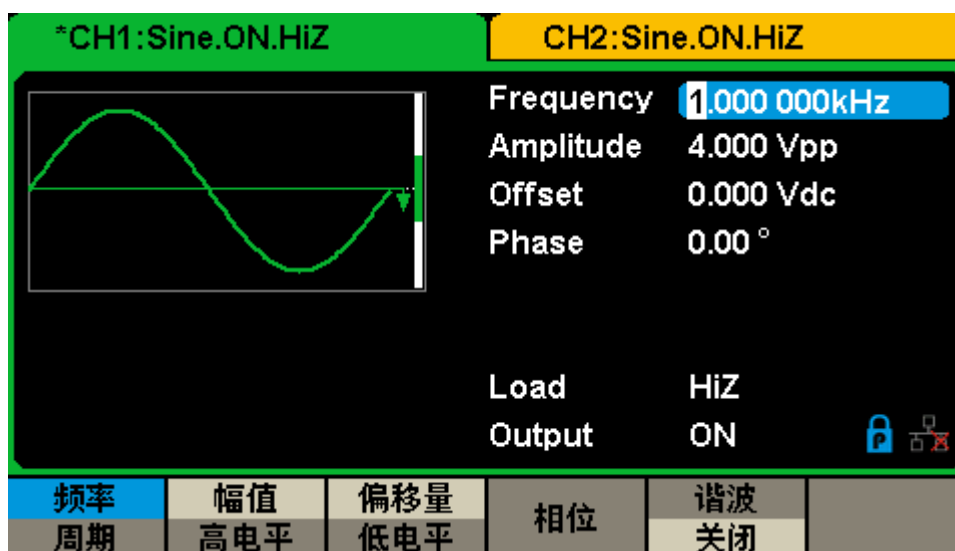 *CH1:Sine.ON.HiZ
CH2:Sine.ON.HiZ
Frequency 1.000 000kHz
Amplitude 4.000 Vpp
Offset 0.000 Vdc
Phase 0.00 °
Load HiZ
Output ON
P
频率 幅值 偏移量 相位 谐波
周期 高电平 低电平 关闭